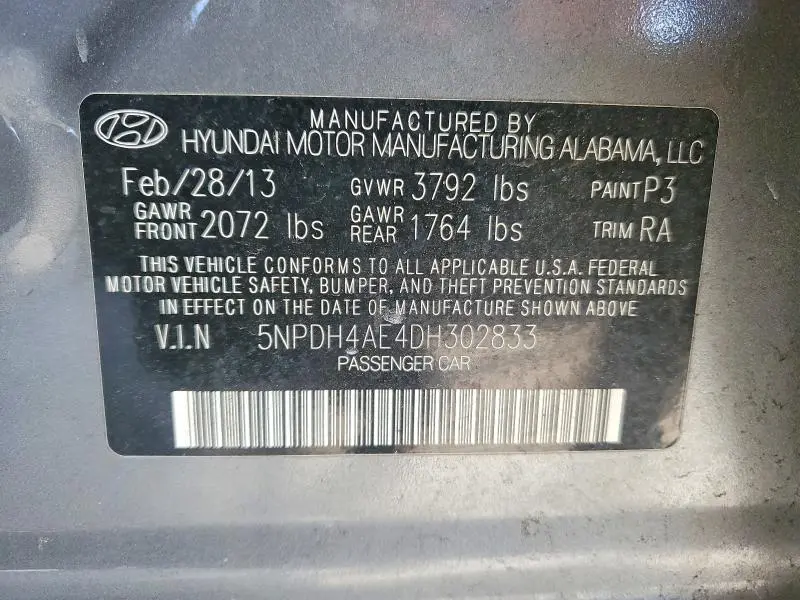 MANUFACTURED BY
HYUNDAI MOTOR MANUFACTURING ALABAMA, LLC
Feb/28/13 GVWR 3792 lbs PAINT P3
GAWR FRONT 2072 lbs GAWR REAR 1764 lbs TRIM RA
THIS VEHICLE CONFORMS TO ALL APPLICABLE U.S.A. FEDERAL
MOTOR VEHICLE SAFETY, BUMPER, AND THEFT PREVENTION STANDARDS
IN EFFECT ON THE DATE OF MANUFACTURE SHOWN ABOVE
V.I.N 5NPDH4AE4DH302833
PASSENGER CAR